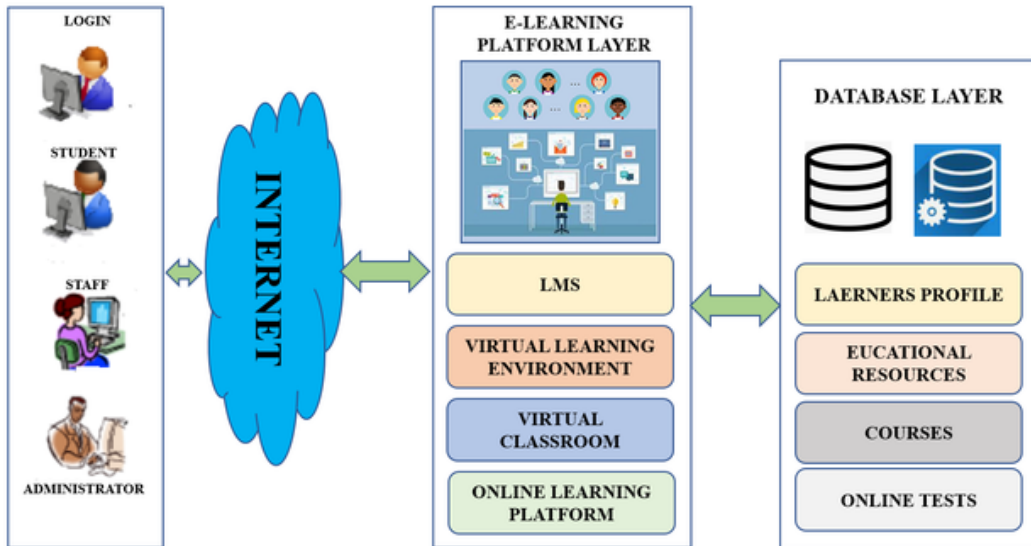 LOGIN
STUDENT
STAFF
ADMINISTRATOR
INTERNET
E-LEARNING
PLATFORM LAYER
... 
...
LMS
VIRTUAL LEARNING
ENVIRONMENT
VIRTUAL
CLASSROOM
ONLINE LEARNING
PLATFORM
DATABASE LAYER
LAERNERS PROFILE
EUCATIONAL
RESOURCES
COURSES
ONLINE TESTS